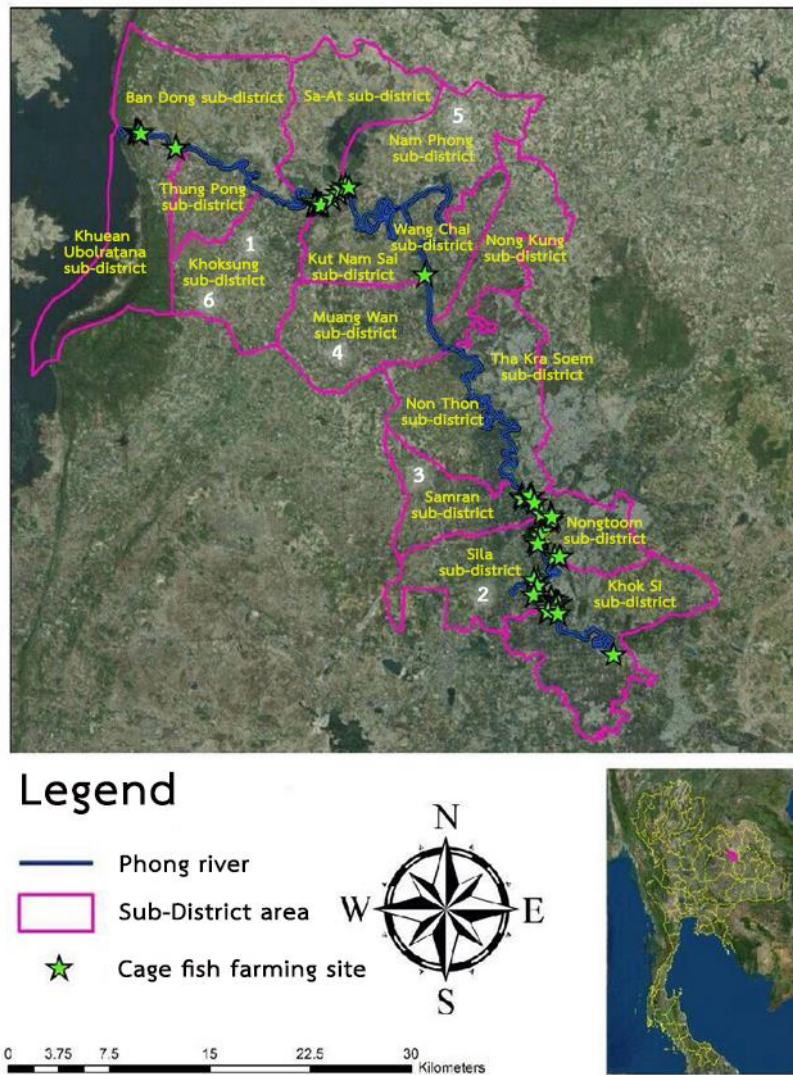 Ban Dong sub-district
Sa-At sub-district
5
Nam Phong
sub-district
Thung Pong
sub-district
Wang Chai
sub-district
Khuean
Ubolratana
sub-district
1
Khoksung
sub-district
6
Kut Nam Sai
sub-district
Nong Kung
sub-district
Muang Wan
sub-district
4
Tha Kra Soem
sub-district
Non Thon
sub-district
3
Samran
sub-district
Nongtoom
sub-district
Sila
sub-district
2
Khok Si
sub-district
Legend
Phong river
Sub-District area
Cage fish farming site
N
W
E
S
0 3.75 7.5 15 22.5 30
Kilometers